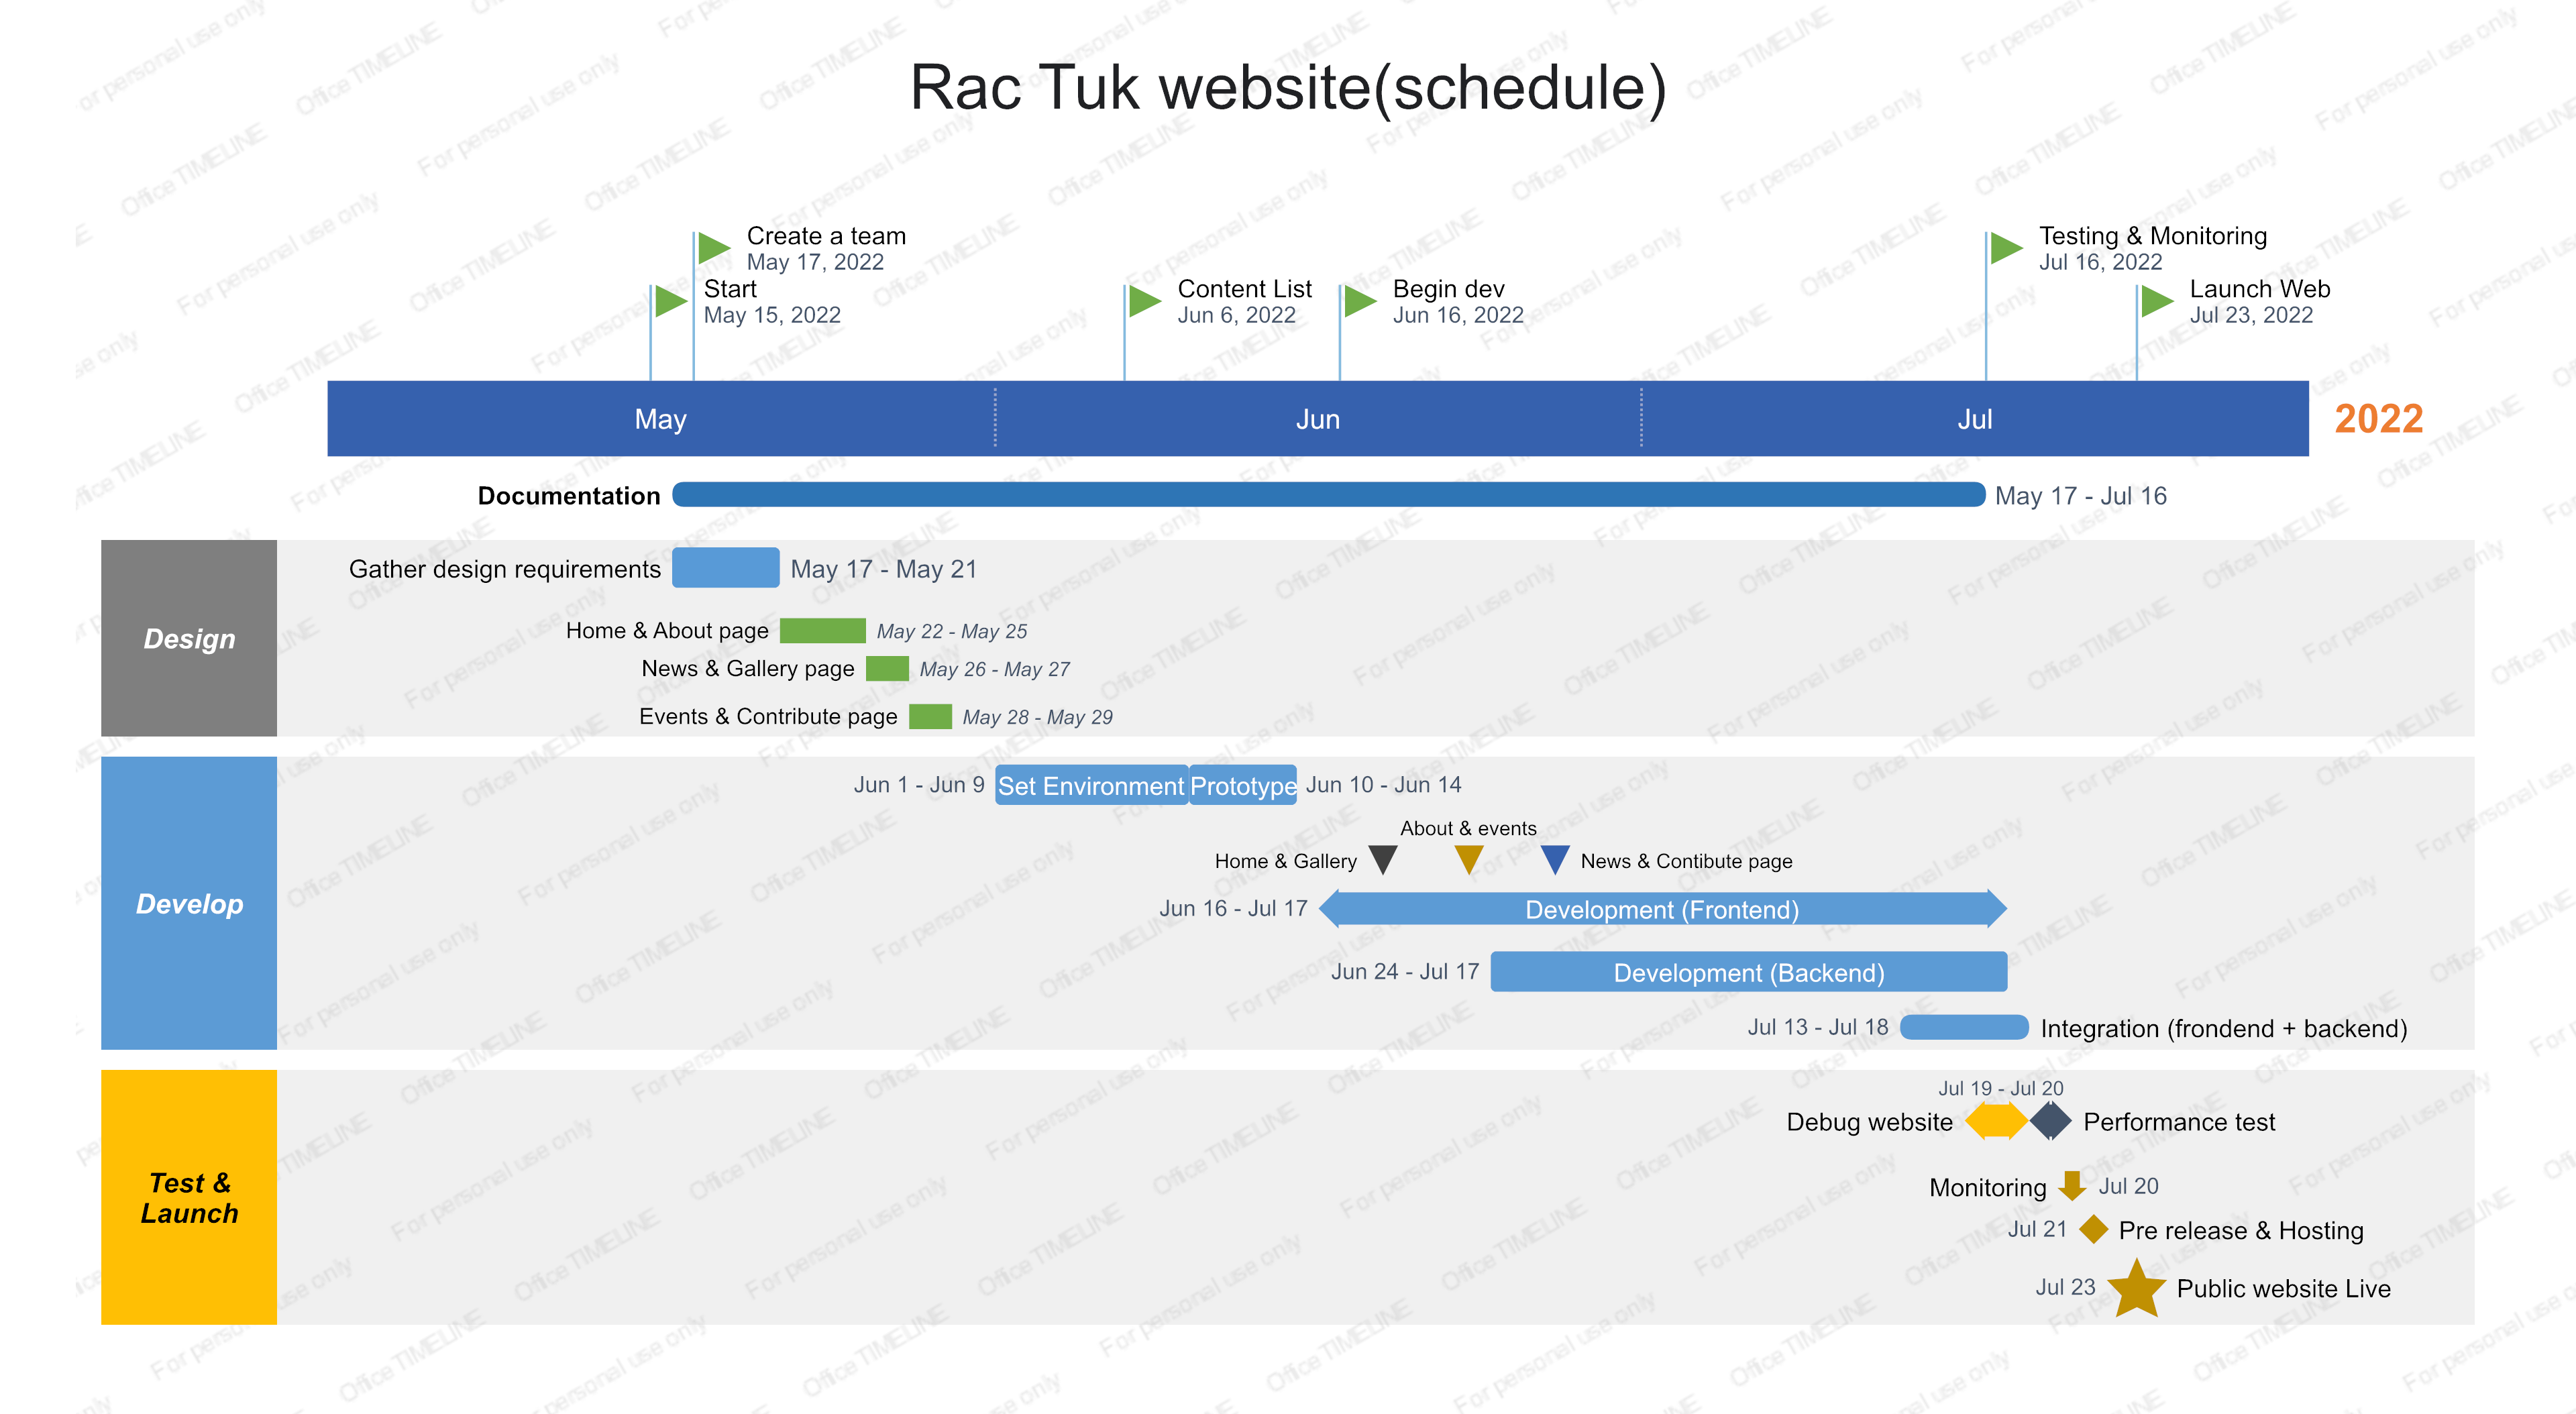 Rac Tuk website(schedule)
Create a team
May 17, 2022
Start
May 15, 2022
Content List
Jun 6, 2022
Begin dev
Jun 16, 2022
Testing & Monitoring
Jul 16, 2022
Launch Web
Jul 23, 2022
May
Jun
Jul
2022
Documentation
May 17 - Jul 16
Design
Gather design requirements
May 17 - May 21
Home & About page
May 22 - May 25
News & Gallery page
May 26 - May 27
Events & Contribute page
May 28 - May 29
Develop
Jun 1 - Jun 9
Set Environment
Prototype
Jun 10 - Jun 14
About & events
Home & Gallery
News & Contibute page
Jun 16 - Jul 17
Development (Frontend)
Jun 24 - Jul 17
Development (Backend)
Jul 13 - Jul 18
Integration (frondend + backend)
Test &
Launch
Jul 19 - Jul 20
Debug website
Performance test
Monitoring
Jul 20
Jul 21
Pre release & Hosting
Jul 23
Public website Live
For personal use only
Office TIMELINE